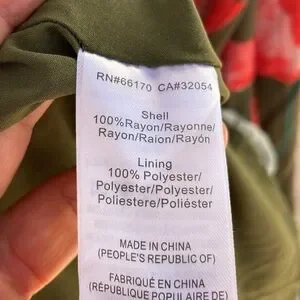 RN#66170 CA#32054
Shell
100%Rayon/Rayonne/
Rayon/Raion/Rayón
Lining
100% Polyester/
Polyester/Polyester/
Poliestere/Poliéster
MADE IN CHINA
(PEOPLE'S REPUBLIC OF)
FABRIQUÉ EN CHINA
(RÉPUBLIQUE POPULAIRE DE)